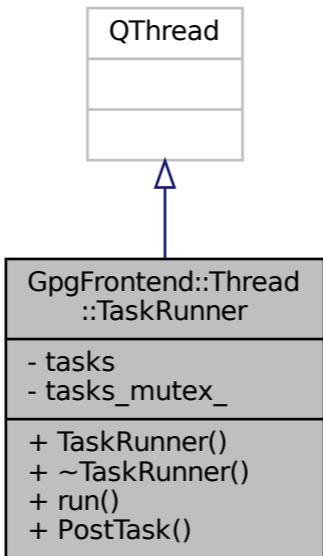 QThread
GpgFrontend::Thread
::TaskRunner
- tasks
- tasks_mutex_
+ TaskRunner()
+ ~TaskRunner()
+ run()
+ PostTask()